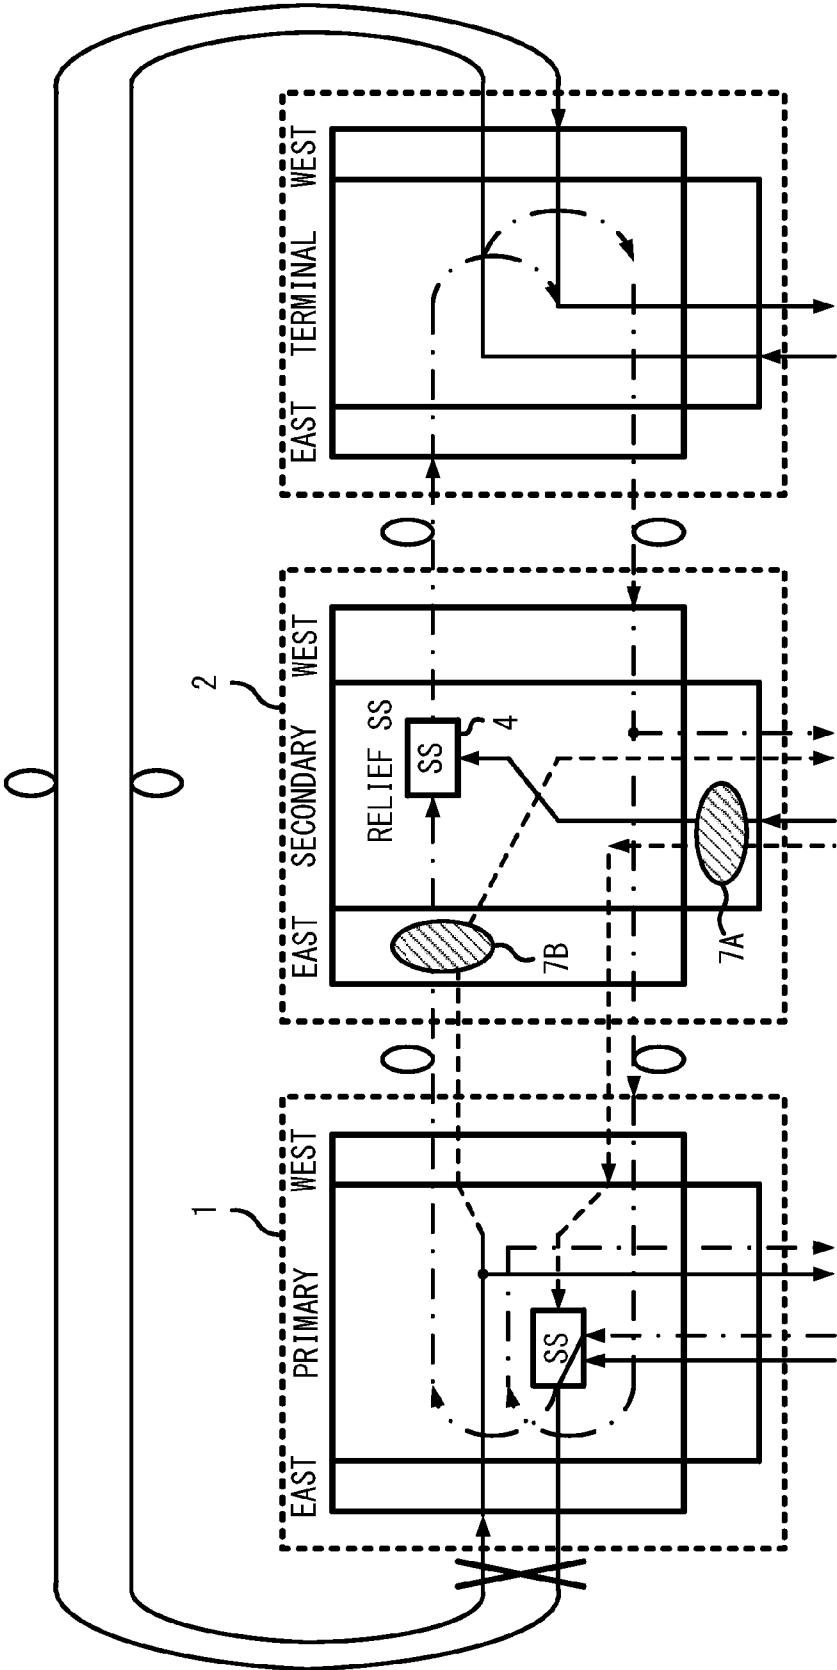 EAST PRIMARY WEST
1
SS
EAST SECONDARY WEST
2
RELIEF SS
SS
4
7B
7A
EAST TERMINAL WEST